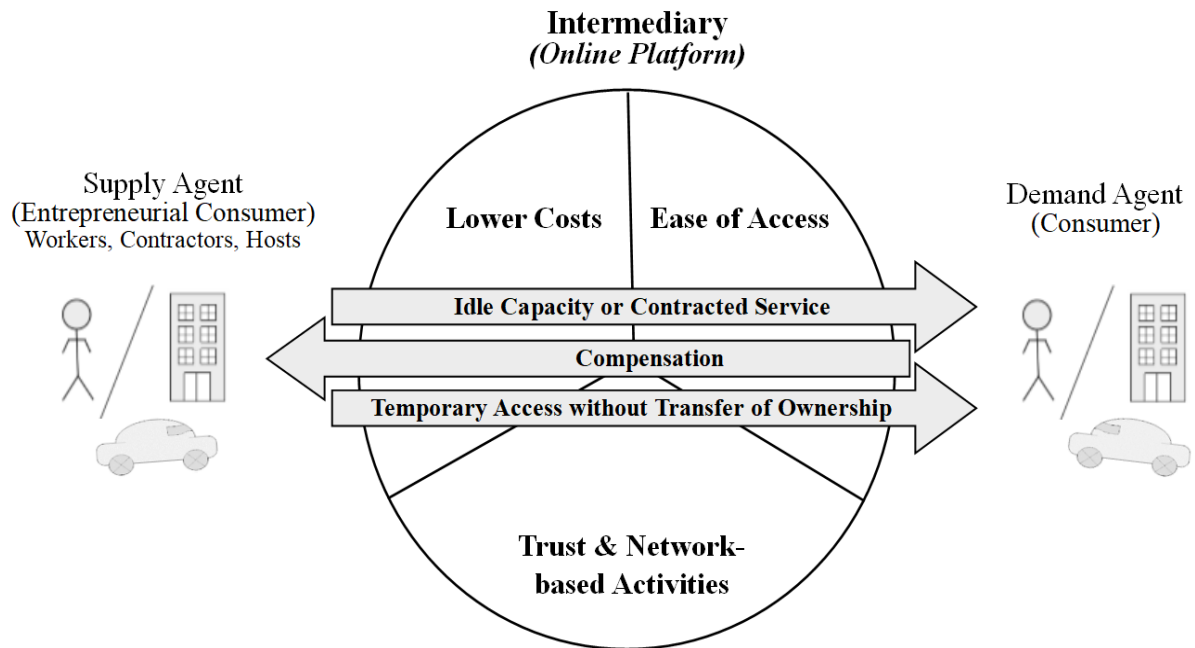 Intermediary
(Online Platform)
Supply Agent
(Entrepreneurial Consumer)
Workers, Contractors, Hosts
Demand Agent
(Consumer)
Lower Costs
Ease of Access
Idle Capacity or Contracted Service
Compensation
Temporary Access without Transfer of Ownership
Trust & Network-
based Activities